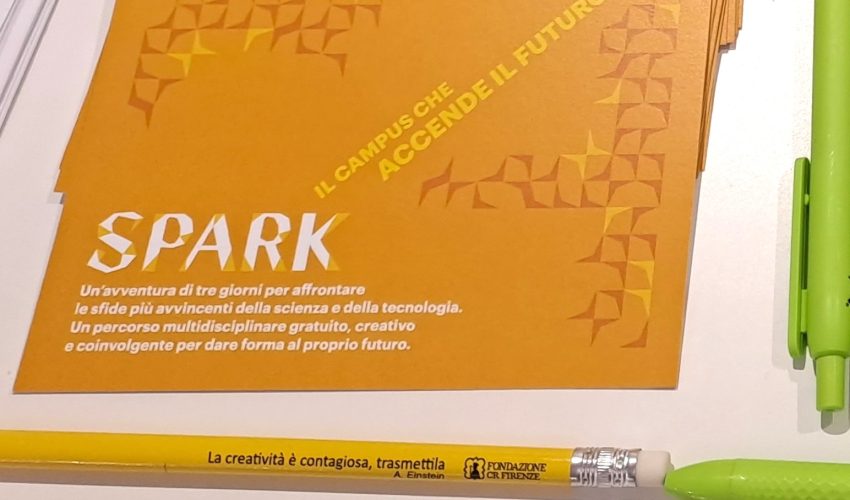 IL CAMPUS CHE
ACCENDE IL FUTURO
SPARK
Un'avventura di tre giorni per affrontare
le sfide più avvincenti della scienza e della tecnologia.
Un percorso multidisciplinare gratuito, creativo
e coinvolgente per dare forma al proprio futuro.
La creatività è contagiosa, trasmettila
A. Einstein
FONDAZIONE
CR FIRENZE